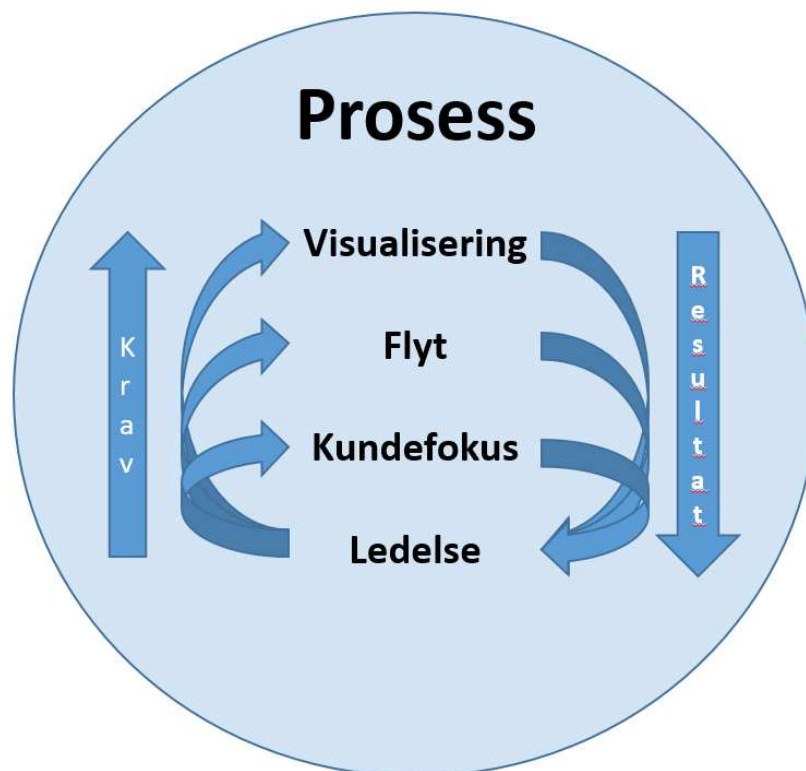 Prosess
Visualisering
Flyt
Kundefokus
Ledelse
Krav
Resultat